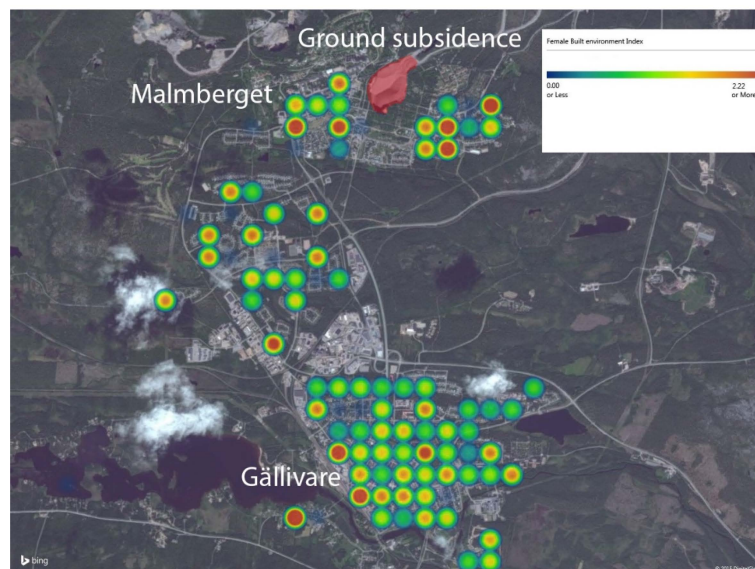 Ground subsidence
Malmberget
Female Built environment Index
0.00
or Less
2.22
or More
Gällivare
bing